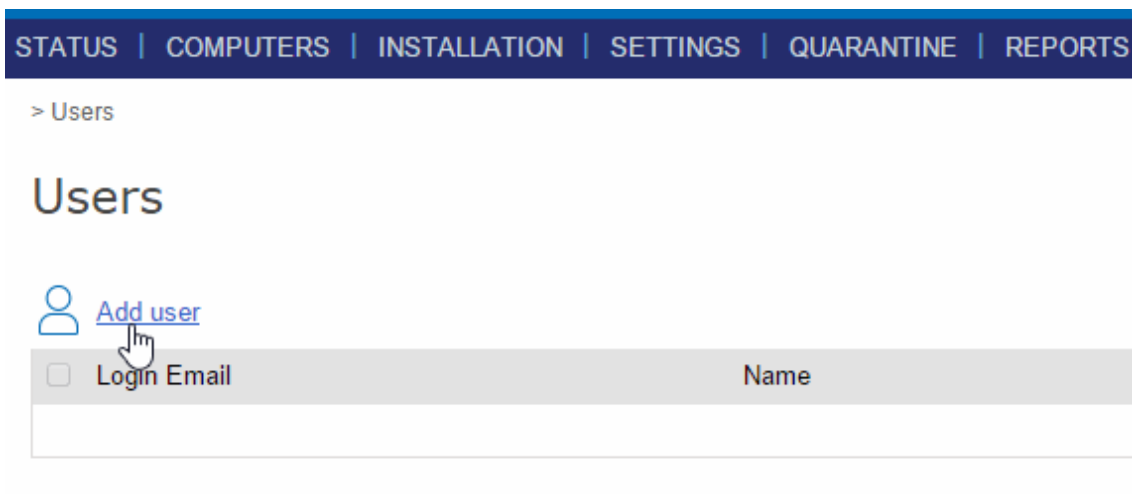 STATUS | COMPUTERS | INSTALLATION | SETTINGS | QUARANTINE | REPORTS
> Users
Users
Add user
Login Email Name